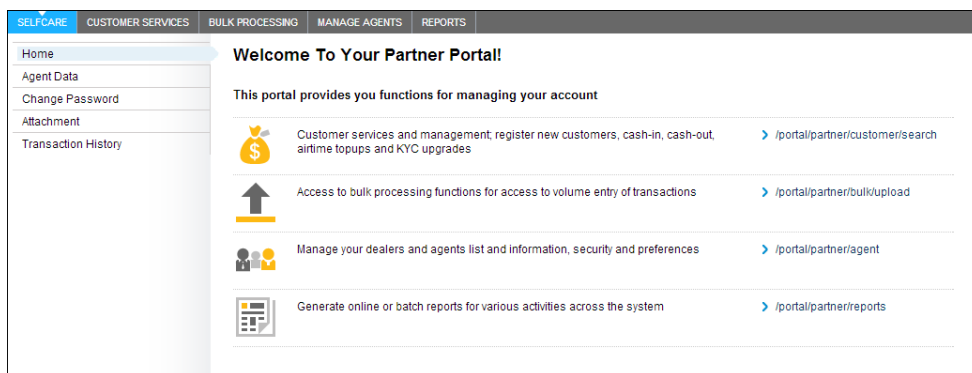 SELFCARE CUSTOMER SERVICES BULK PROCESSING MANAGE AGENTS REPORTS
Home
Agent Data
Change Password
Attachment
Transaction History
Welcome To Your Partner Portal!
This portal provides you functions for managing your account
$
Customer services and management; register new customers, cash-in, cash-out,
airtime topups and KYC upgrades
/portal/partner/customer/search
Access to bulk processing functions for access to volume entry of transactions
/portal/partner/bulk/upload
Manage your dealers and agents list and information, security and preferences
/portal/partner/agent
Generate online or batch reports for various activities across the system
/portal/partner/reports